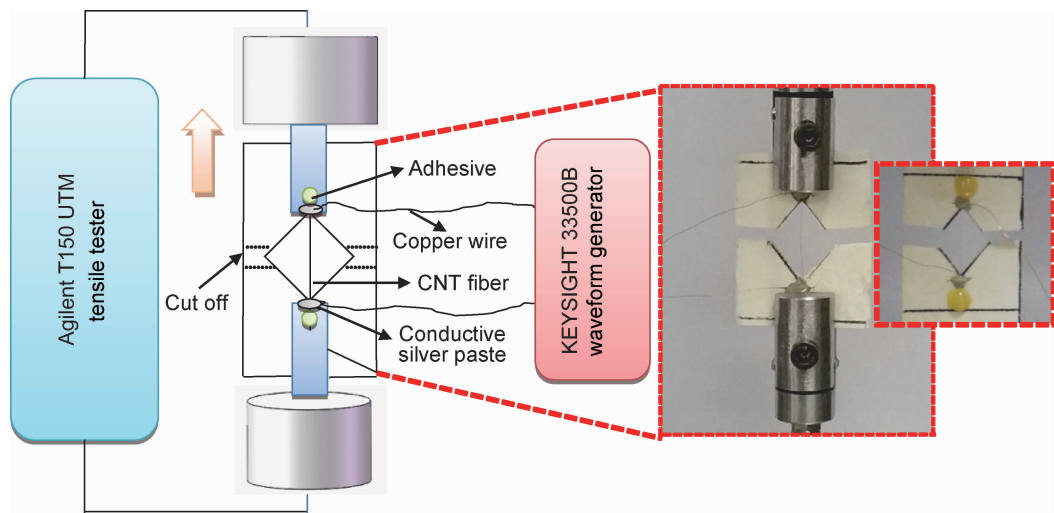 Agilent T150 UTM
tensile tester
Adhesive
Copper wire
Cut off
CNT fiber
Conductive
silver paste
KEYSIGHT 33500B
waveform generator